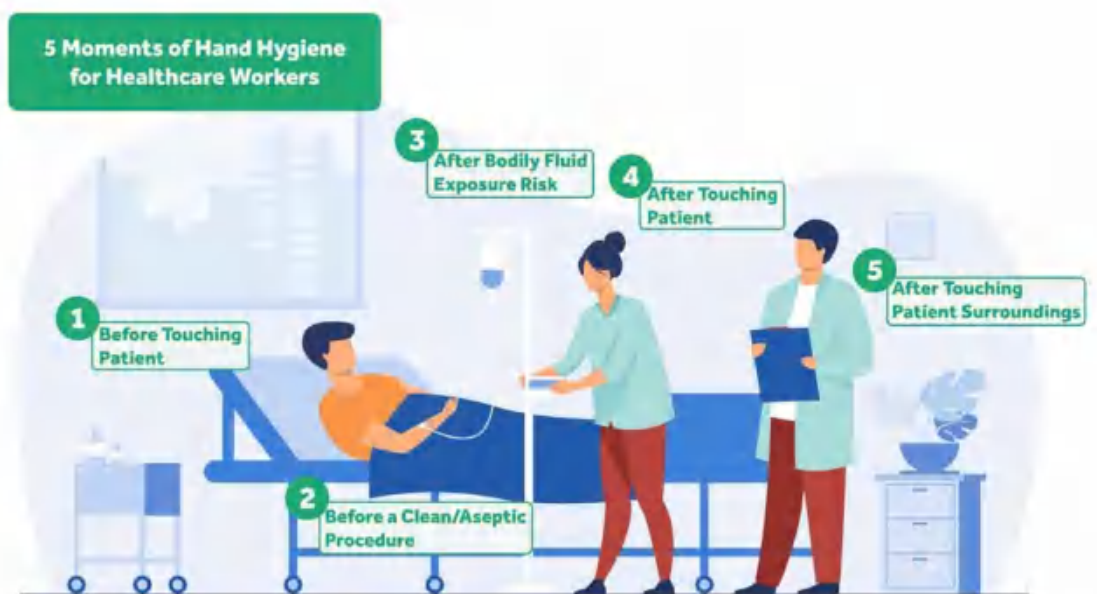 5 Moments of Hand Hygiene
for Healthcare Workers
1
Before Touching
Patient
2
Before a Clean/Aseptic
Procedure
3
After Bodily Fluid
Exposure Risk
4
After Touching
Patient
5
After Touching
Patient Surroundings